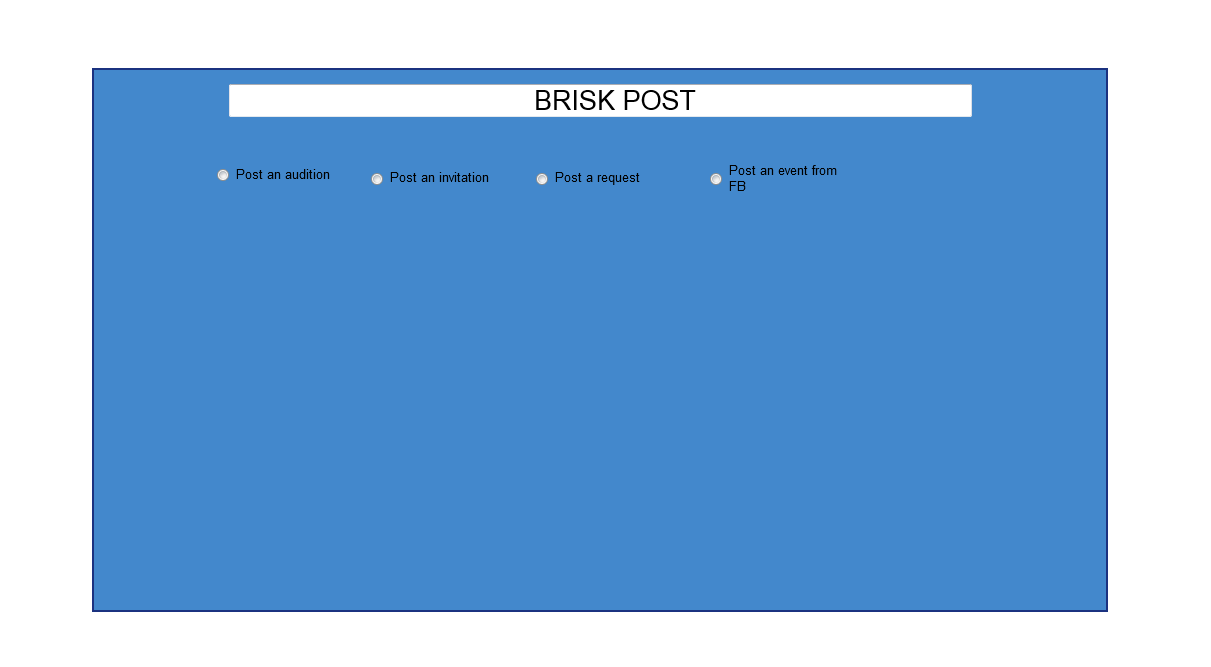 BRISK POST
Post an audition
Post an invitation
Post a request
Post an event from
FB